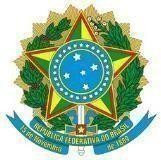 REPÚBLICA FEDERATIVA DO BRASIL
15 de Novembro
de 1889